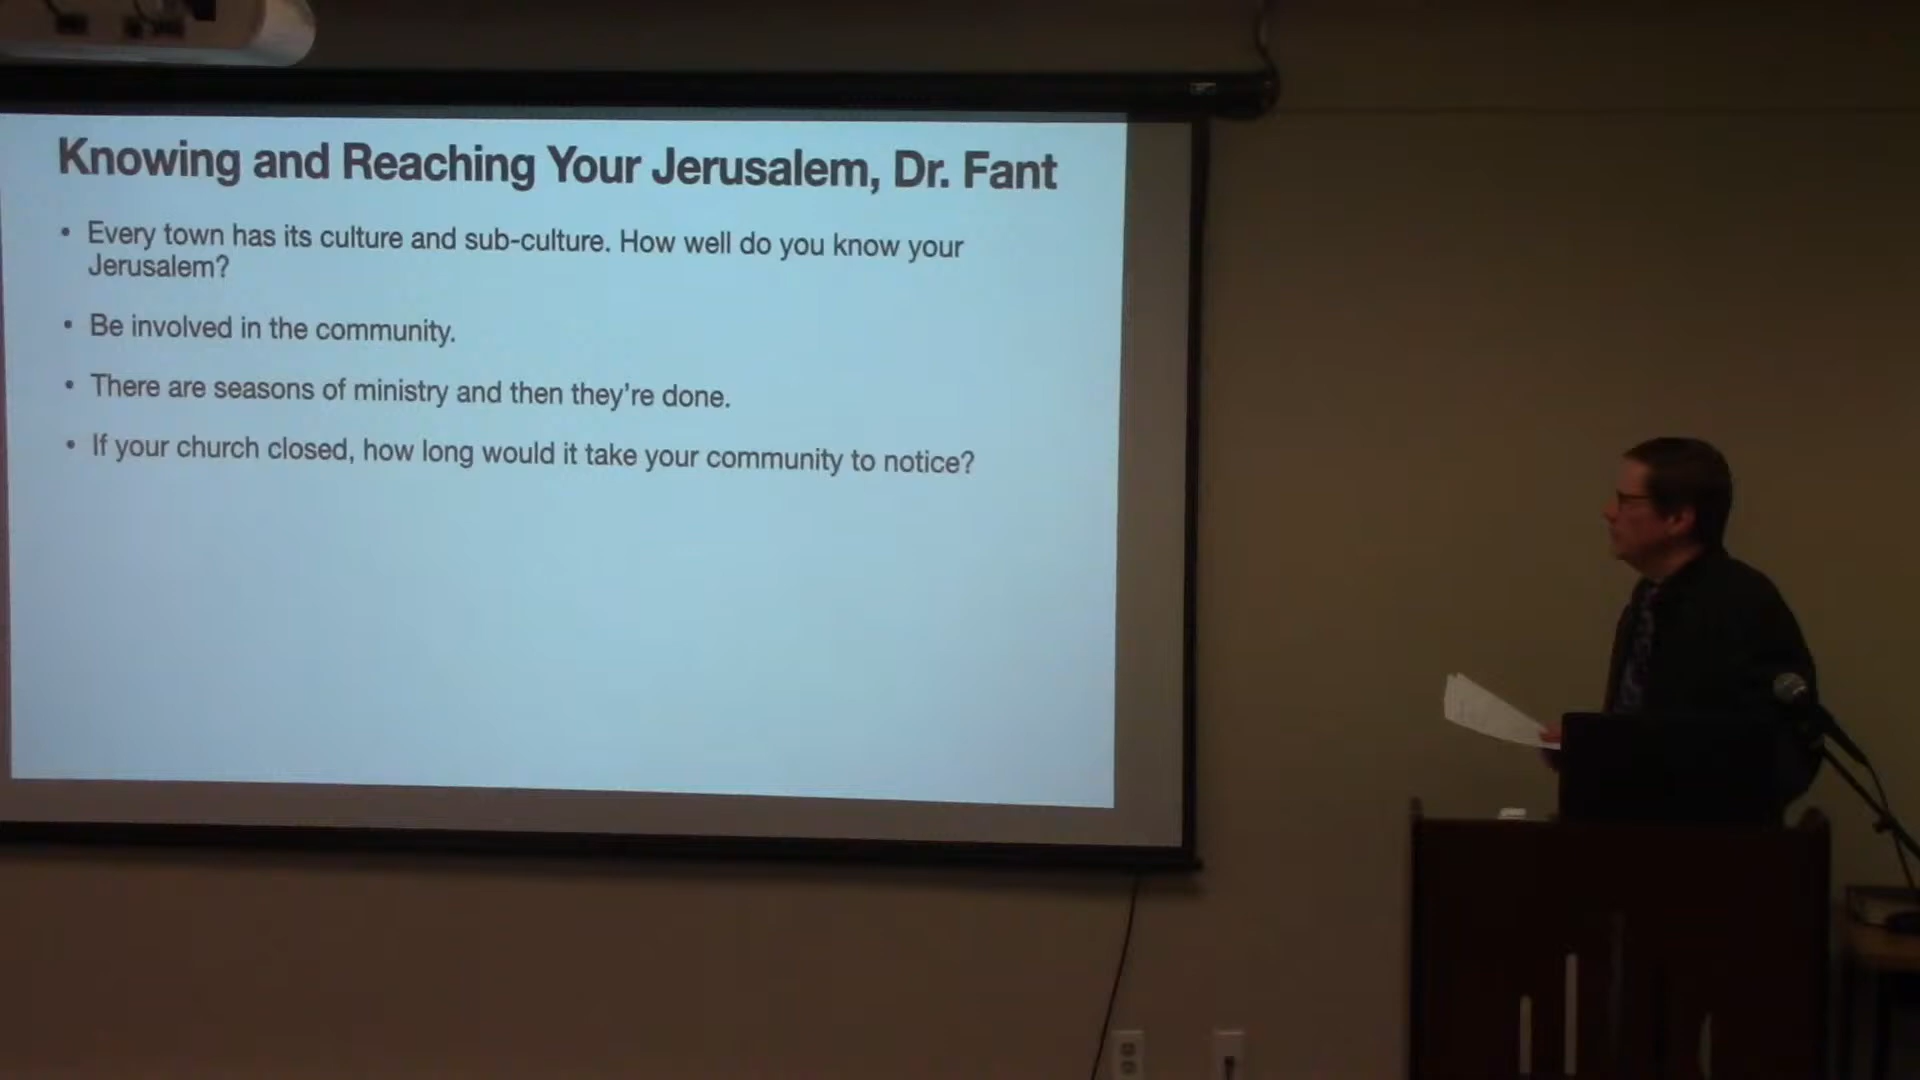 Knowing and Reaching Your Jerusalem, Dr. Fant
• Every town has its culture and sub-culture. How well do you know your
Jerusalem?
• Be involved in the community.
• There are seasons of ministry and then they're done.
• If your church closed, how long would it take your community to notice?